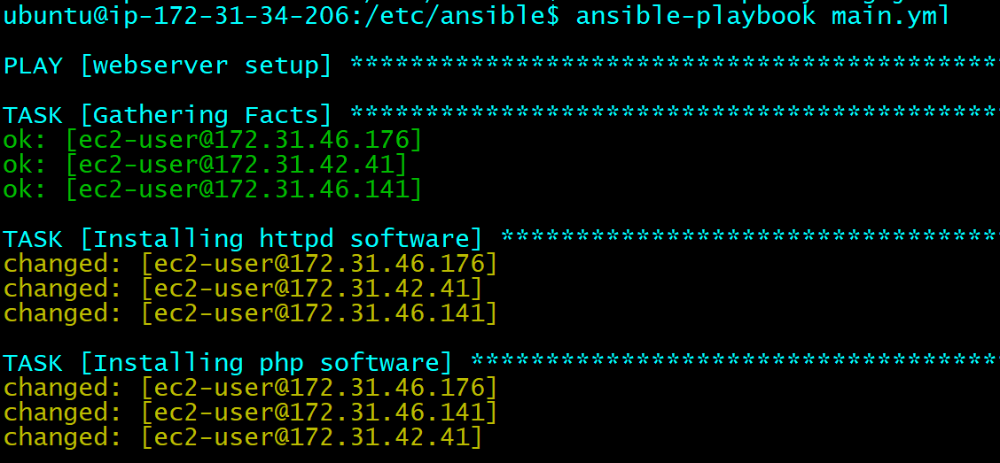 ubuntu@ip-172-31-34-206:/etc/ansible$ ansible-playbook main.yml
PLAY [webserver setup] *******************************************
TASK [Gathering Facts] *******************************************
ok: [ec2-user@172.31.46.176]
ok: [ec2-user@172.31.42.41]
ok: [ec2-user@172.31.46.141]
TASK [Installing httpd software] *********************************
changed: [ec2-user@172.31.46.176]
changed: [ec2-user@172.31.42.41]
changed: [ec2-user@172.31.46.141]
TASK [Installing php software] ***********************************
changed: [ec2-user@172.31.46.176]
changed: [ec2-user@172.31.46.141]
changed: [ec2-user@172.31.42.41]